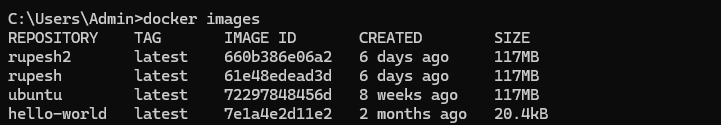 C:\Users\Admin>docker images
REPOSITORY    TAG       IMAGE ID       CREATED        SIZE
rupesh2       latest    660b386e06a2   6 days ago     117MB
rupesh        latest    61e48edead3d   6 days ago     117MB
ubuntu        latest    72297848456d   8 weeks ago    117MB
hello-world   latest    7e1a4e2d11e2   2 months ago   20.4kB